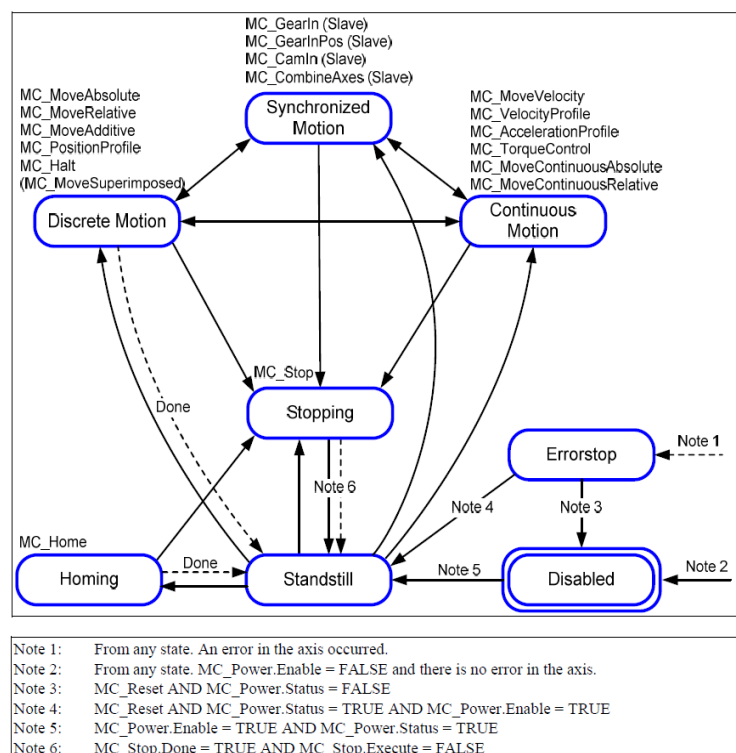 MC_GearIn (Slave)
MC_GearInPos (Slave)
MC_CamIn (Slave)
MC_CombineAxes (Slave)
Synchronized
Motion
MC_MoveAbsolute
MC_MoveRelative
MC_MoveAdditive
MC_PositionProfile
MC_Halt
(MC_MoveSuperimposed)
Discrete Motion
MC_MoveVelocity
MC_VelocityProfile
MC_AccelerationProfile
MC_TorqueControl
MC_MoveContinuousAbsolute
MC_MoveContinuousRelative
Continuous
Motion
MC_Stop
Stopping
Done
Note 6
Errorstop
Note 1
Note 4
Note 3
MC_Home
Homing
Done
Standstill
Note 5
Disabled
Note 2
Note 1: From any state. An error in the axis occurred.
Note 2: From any state. MC_Power.Enable = FALSE and there is no error in the axis.
Note 3: MC_Reset AND MC_Power.Status = FALSE
Note 4: MC_Reset AND MC_Power.Status = TRUE AND MC_Power.Enable = TRUE
Note 5: MC_Power.Enable = TRUE AND MC_Power.Status = TRUE
Note 6: MC_Stop.Done = TRUE AND MC_Stop.Execute = FALSE